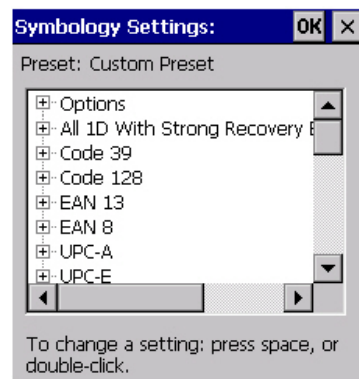 Symbology Settings: OK
Preset: Custom Preset
Options
All 1D With Strong Recovery
Code 39
Code 128
EAN 13
EAN 8
UPC-A
UPC-E
To change a setting: press space, or
double-click.